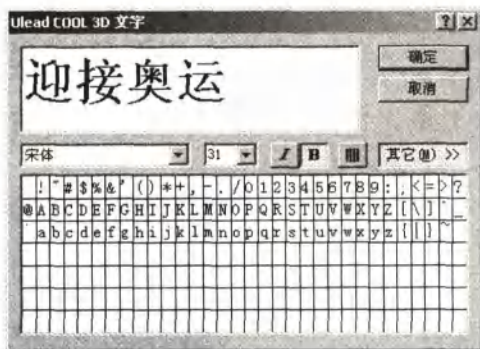 Ulead COOL 3D 文字
迎接奥运
确定
取消
宋体 31 I B 其它(M) >>
! " # $ % & ' ( ) * + , - . / 0 1 2 3 4 5 6 7 8 9 : ; < = > ?
@ A B C D E F G H I J K L M N O P Q R S T U V W X Y Z [ \ ] ^ _
` a b c d e f g h i j k l m n o p q r s t u v w x y z { | } ~